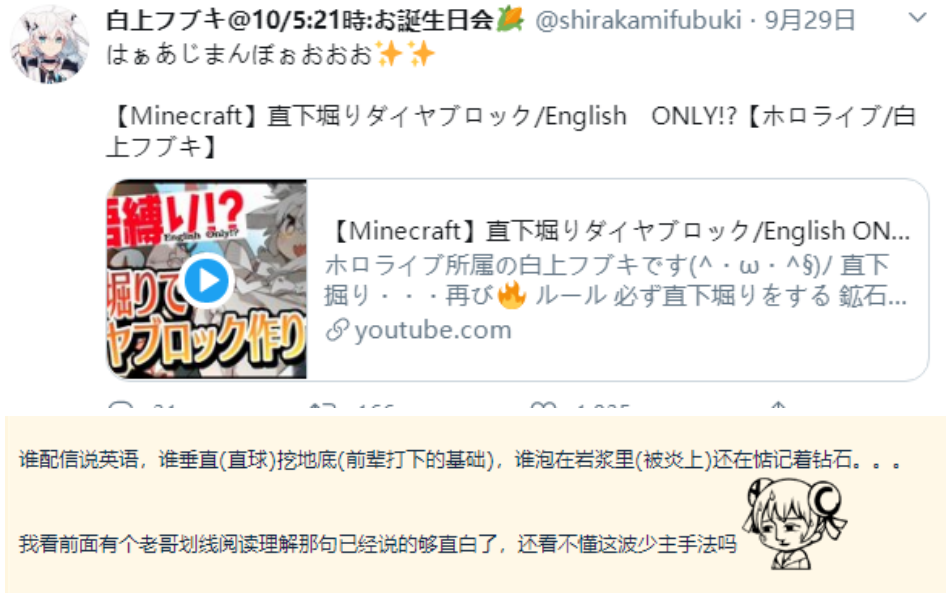 白上フブキ@10/5:21時:お誕生日会🌽 @shirakamifubuki · 9月29日
はぁあじまんぼぉおおお✨✨
【Minecraft】直下堀りダイヤブロック/English　ONLY!?【ホロライブ/白
上フブキ】
語縛り!?
English Only!?
掘りて
ヤブロック作り
【Minecraft】直下堀りダイヤブロック/English ON...
ホロライブ所属の白上フブキです(^・ω・^§)ﾉ 直下
掘り・・・再び🔥 ルール 必ず直下堀りをする 鉱石...
youtube.com
谁配信说英语，谁垂直(直球)挖地底(前辈打下的基础)，谁泡在岩浆里(被炎上)还在惦记着钻石。。。
我看前面有个老哥划线阅读理解那句已经说的够直白了，还看不懂这波少主手法吗